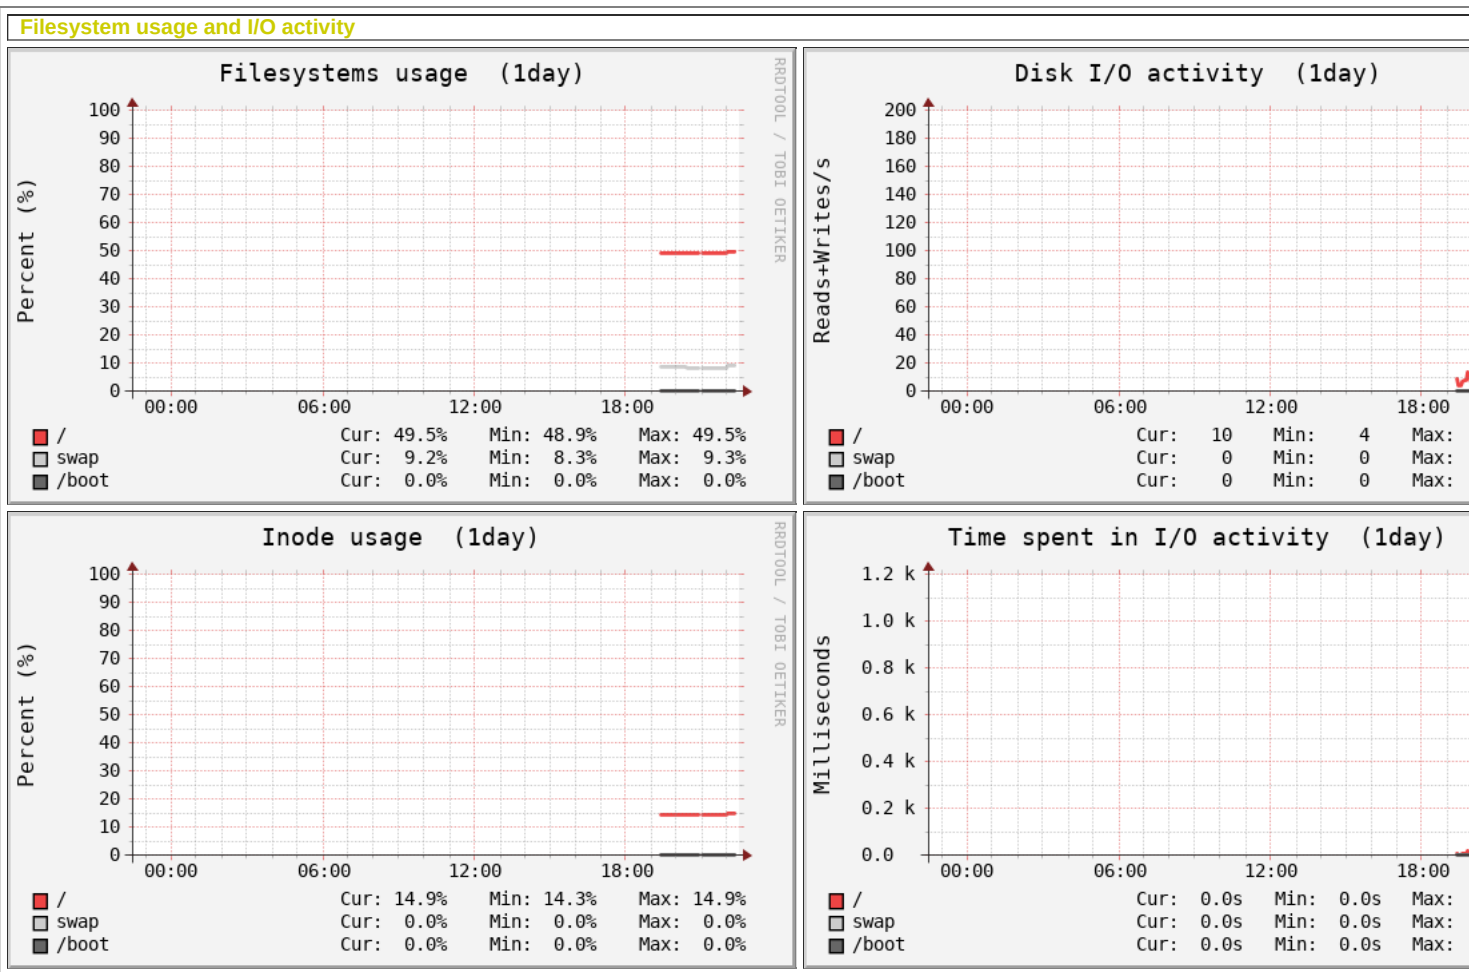 Filesystem usage and I/O activity
Filesystems usage (1day)
RRDTOOL / TOBI OETIKER
Percent (%)
100
90
80
70
60
50
40
30
20
10
0
00:00 06:00 12:00 18:00
/ Cur: 49.5% Min: 48.9% Max: 49.5%
swap Cur: 9.2% Min: 8.3% Max: 9.3%
/boot Cur: 0.0% Min: 0.0% Max: 0.0%
Disk I/O activity (1day)
Reads+Writes/s
200
180
160
140
120
100
80
60
40
20
0
00:00 06:00 12:00 18:00
/ Cur: 10 Min: 4 Max:
swap Cur: 0 Min: 0 Max:
/boot Cur: 0 Min: 0 Max:
Inode usage (1day)
RRDTOOL / TOBI OETIKER
Percent (%)
100
90
80
70
60
50
40
30
20
10
0
00:00 06:00 12:00 18:00
/ Cur: 14.9% Min: 14.3% Max: 14.9%
swap Cur: 0.0% Min: 0.0% Max: 0.0%
/boot Cur: 0.0% Min: 0.0% Max: 0.0%
Time spent in I/O activity (1day)
Milliseconds
1.2 k
1.0 k
0.8 k
0.6 k
0.4 k
0.2 k
0.0
00:00 06:00 12:00 18:00
/ Cur: 0.0s Min: 0.0s Max:
swap Cur: 0.0s Min: 0.0s Max:
/boot Cur: 0.0s Min: 0.0s Max: